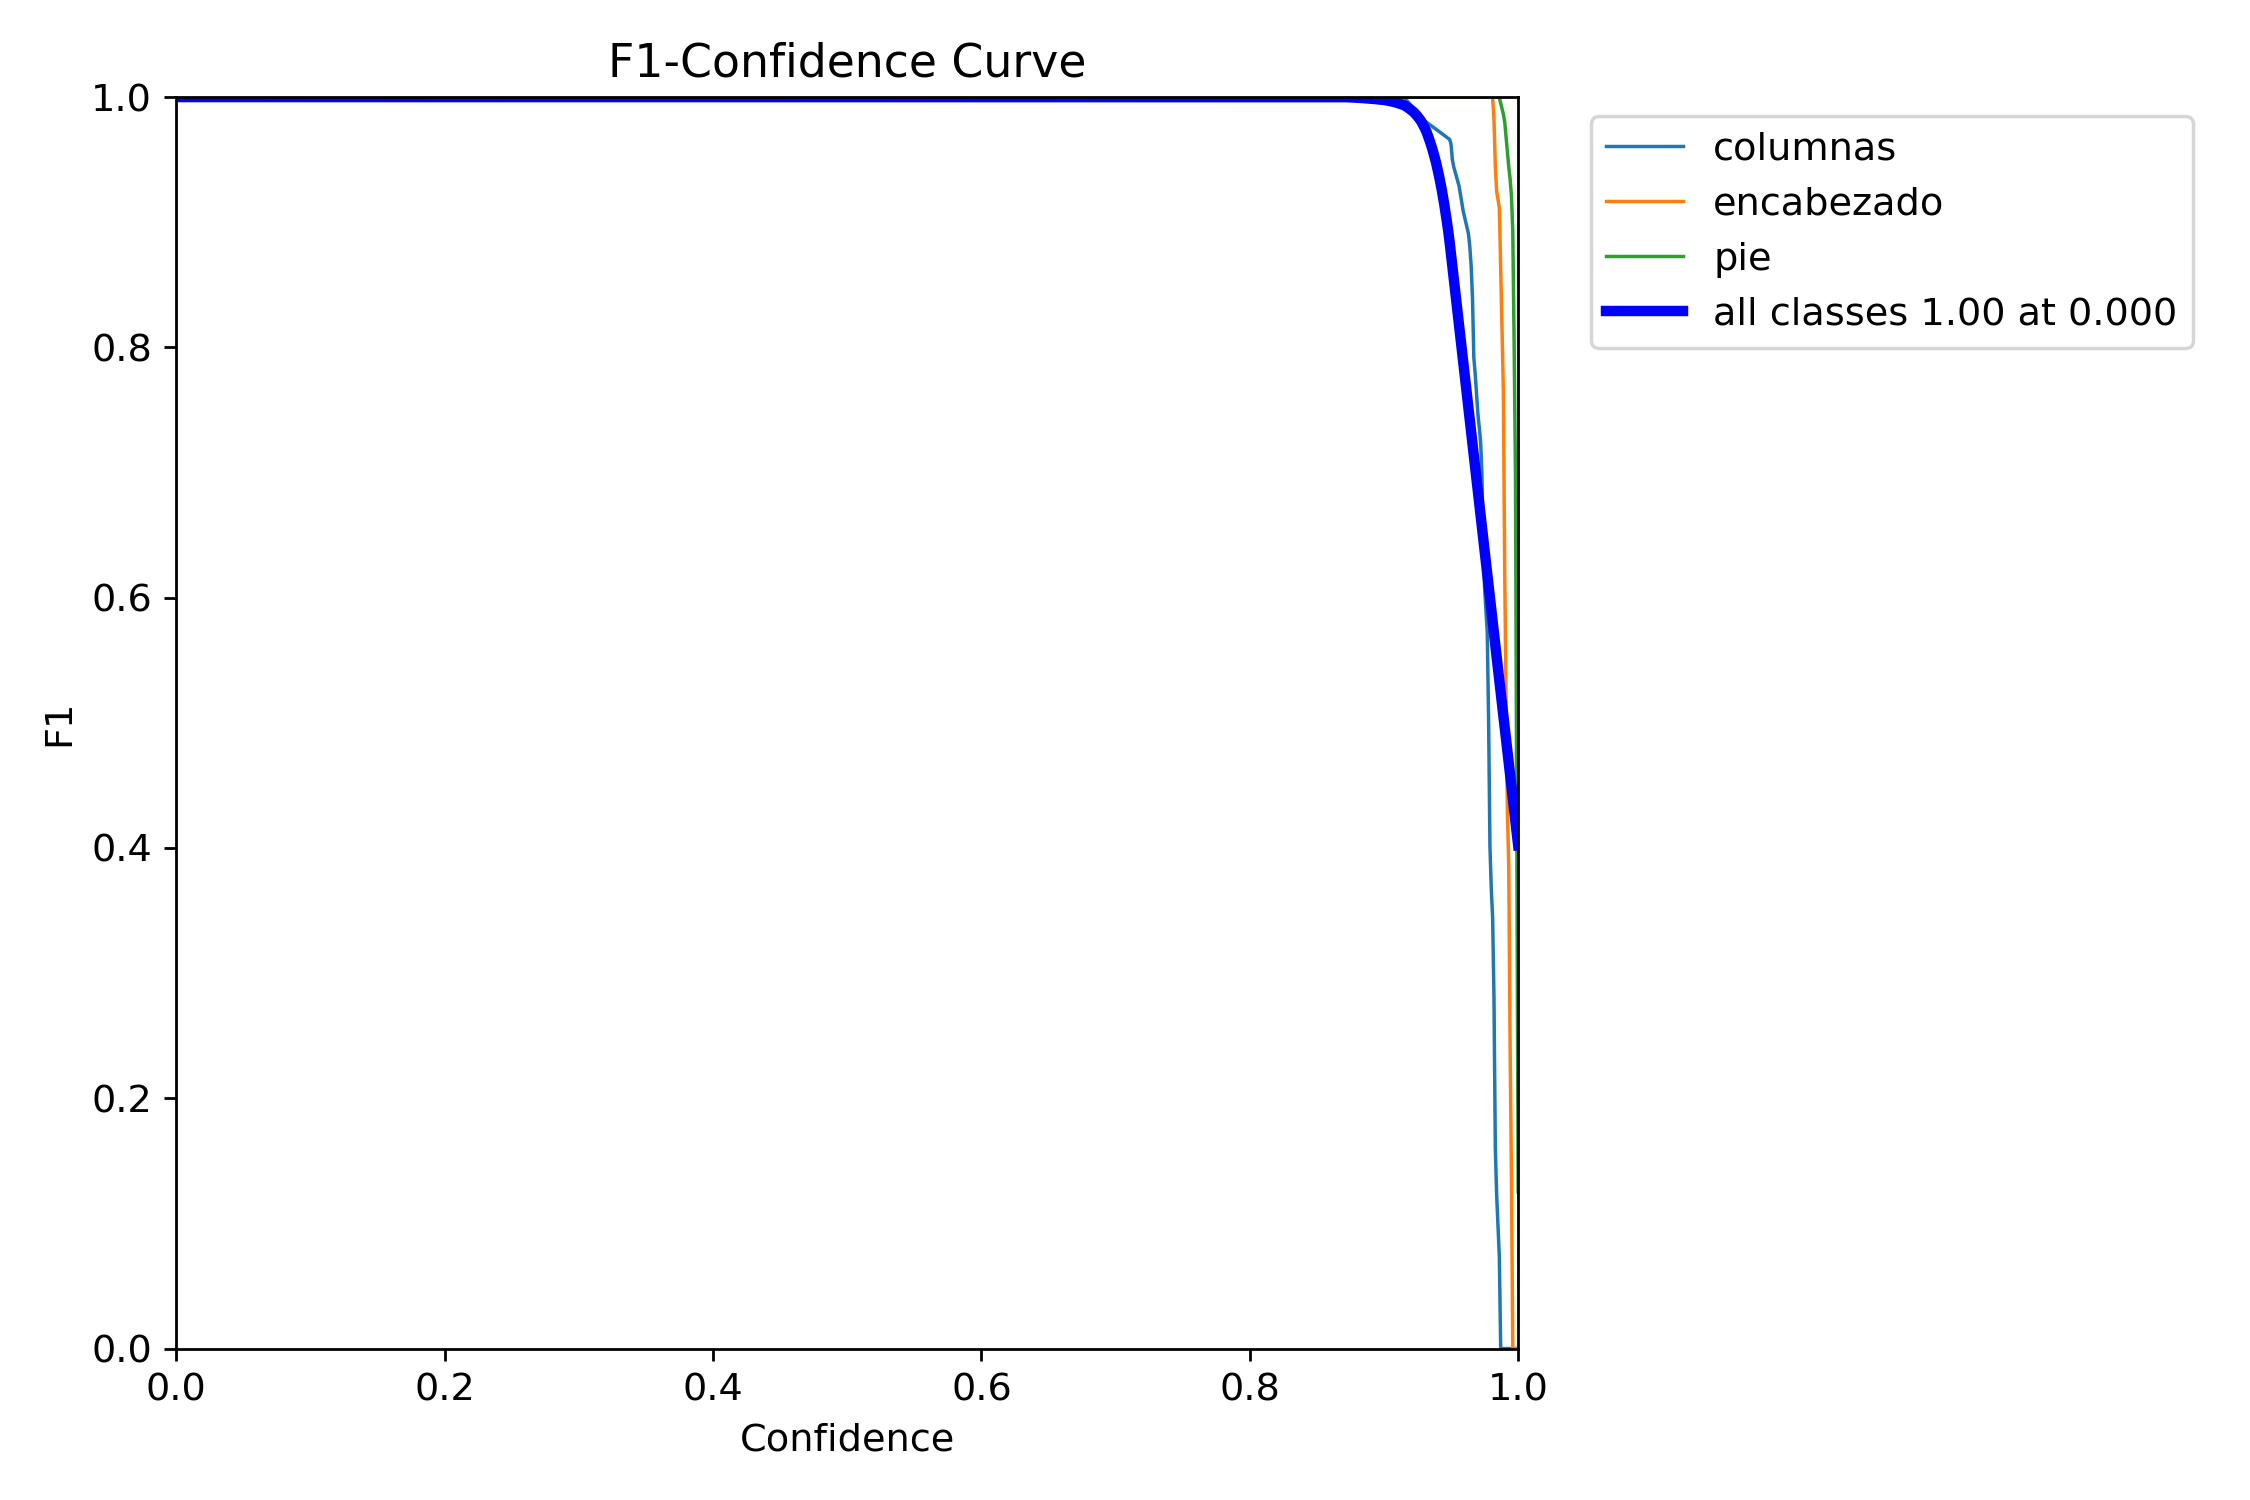 F1-Confidence Curve
1.0
0.8
0.6
0.4
0.2
0.0
F1
0.0 0.2 0.4 0.6 0.8 1.0
Confidence
columnas
encabezado
pie
all classes 1.00 at 0.000